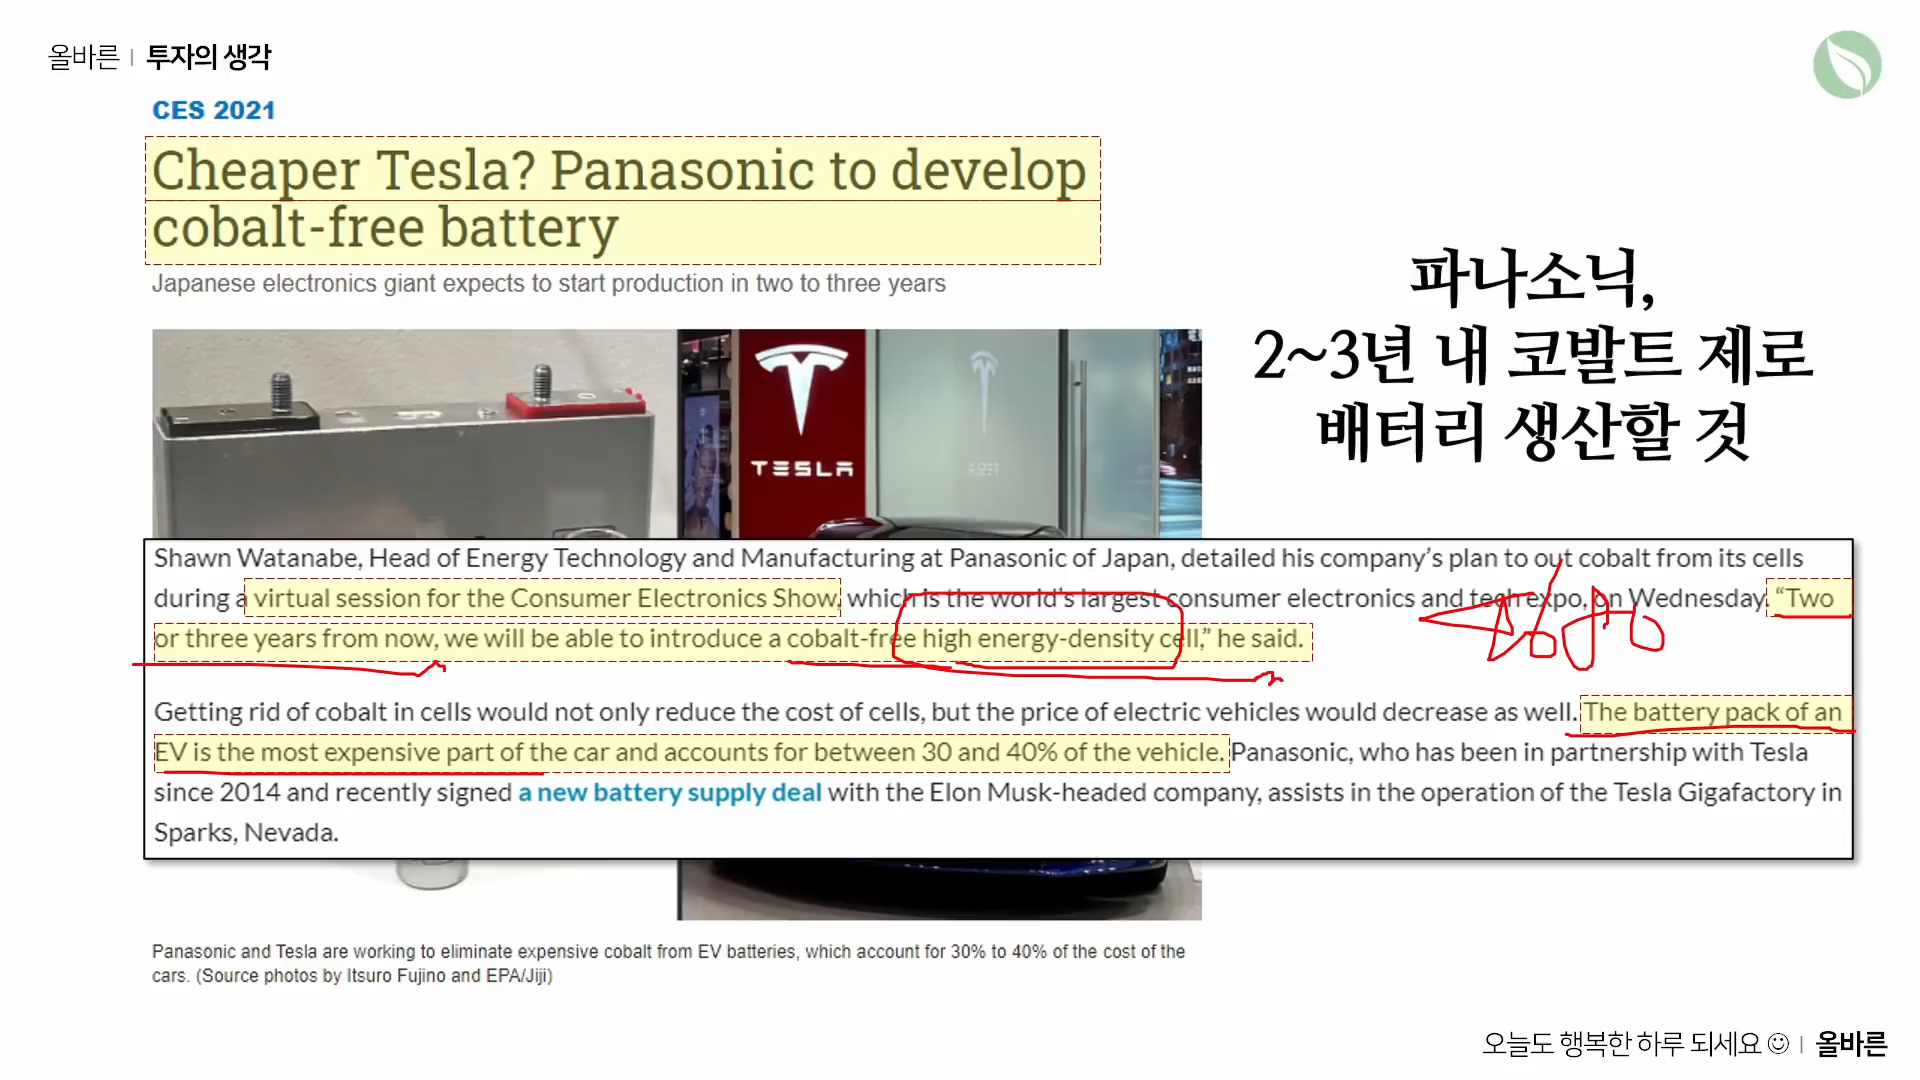 올바른 | 투자의 생각
CES 2021
Cheaper Tesla? Panasonic to develop
cobalt-free battery
Japanese electronics giant expects to start production in two to three years
TESLA
파나소닉,
2~3년 내 코발트 제로
배터리 생산할 것
Shawn Watanabe, Head of Energy Technology and Manufacturing at Panasonic of Japan, detailed his company’s plan to out cobalt from its cells
during a virtual session for the Consumer Electronics Show, which is the world’s largest consumer electronics and tech expo, on Wednesday. “Two
or three years from now, we will be able to introduce a cobalt-free high energy-density cell,” he said.
Getting rid of cobalt in cells would not only reduce the cost of cells, but the price of electric vehicles would decrease as well. The battery pack of an
EV is the most expensive part of the car and accounts for between 30 and 40% of the vehicle. Panasonic, who has been in partnership with Tesla
since 2014 and recently signed a new battery supply deal with the Elon Musk-headed company, assists in the operation of the Tesla Gigafactory in
Sparks, Nevada.
Panasonic and Tesla are working to eliminate expensive cobalt from EV batteries, which account for 30% to 40% of the cost of the
cars. (Source photos by Itsuro Fujino and EPA/Jiji)
오늘도 행복한 하루 되세요 ☺ | 올바른